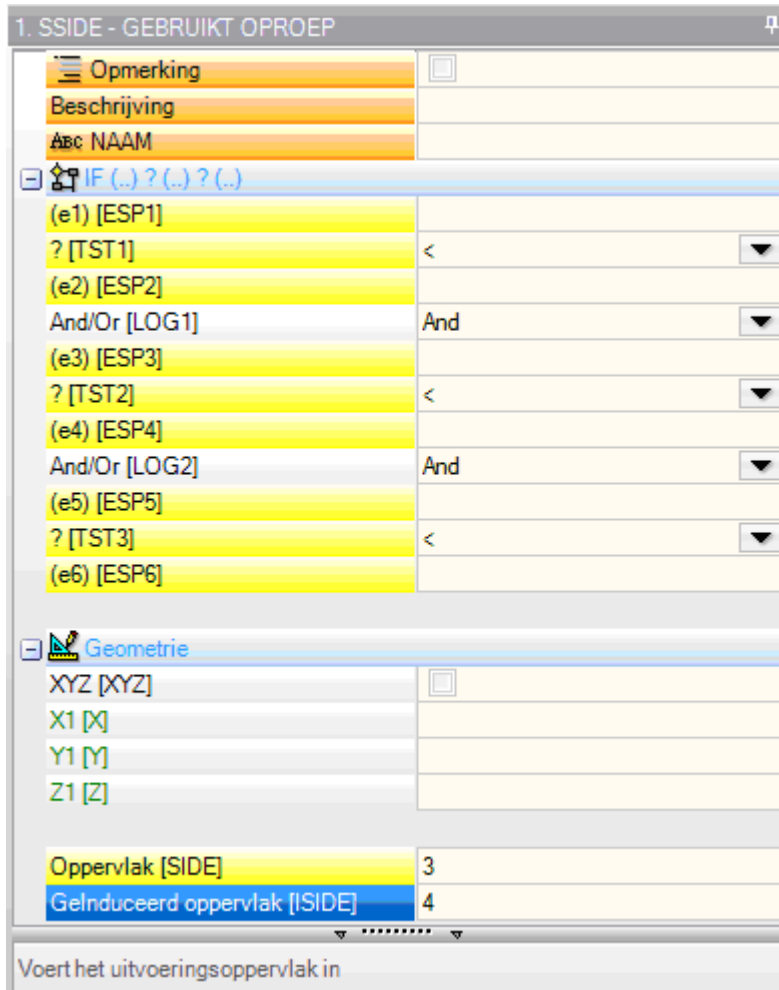 1. SSIDE - GEBRUIKT OPROEP
Opmerking
Beschrijving
ABC NAAM
IF (..) ? (..) ? (..)
(e1) [ESP1]
? [TST1] <
(e2) [ESP2]
And/Or [LOG1] And
(e3) [ESP3]
? [TST2] <
(e4) [ESP4]
And/Or [LOG2] And
(e5) [ESP5]
? [TST3] <
(e6) [ESP6]
Geometrie
XYZ [XYZ]
X1 [X]
Y1 [Y]
Z1 [Z]
Oppervlak [SIDE] 3
GeInduceerd oppervlak [ISIDE] 4
Voert het uitvoeringsoppervlak in